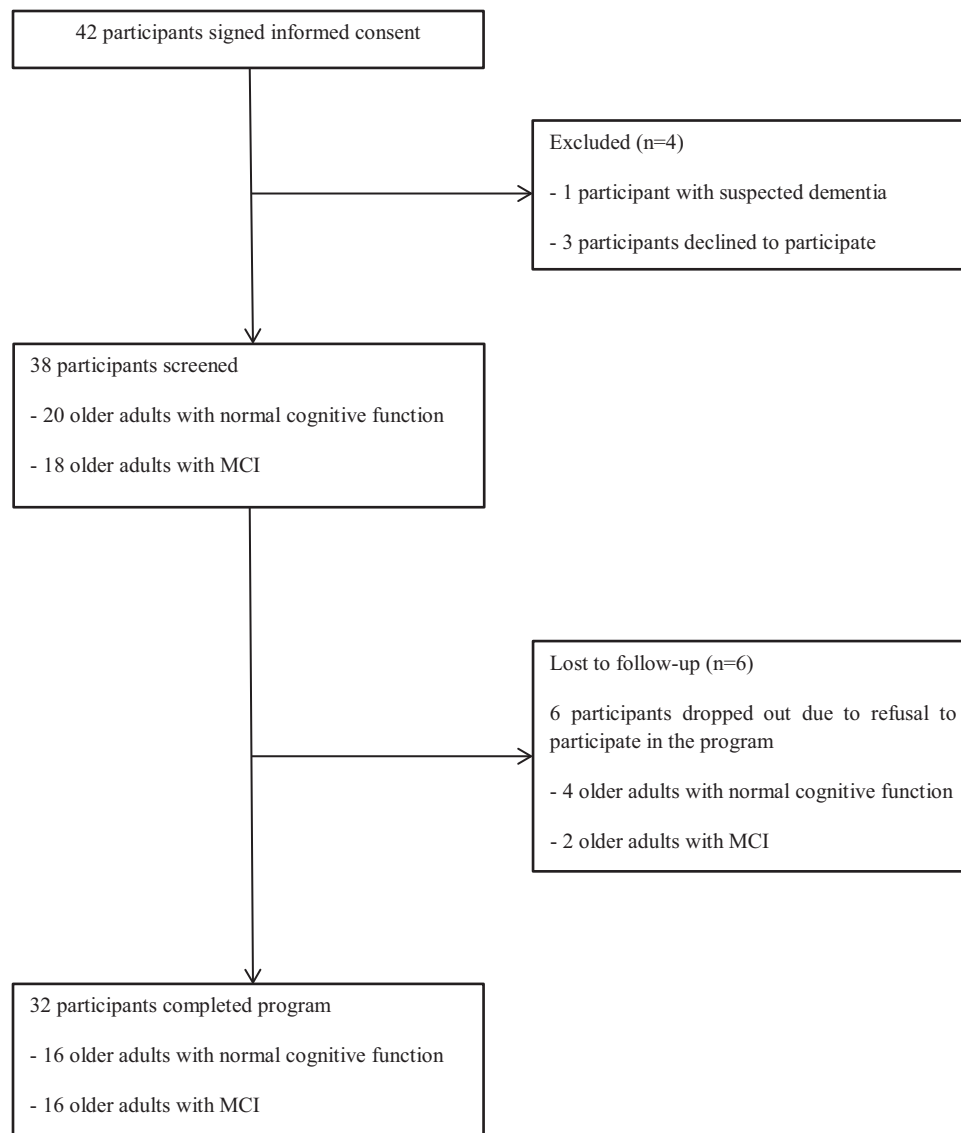 42 participants signed informed consent
Excluded (n=4)
- 1 participant with suspected dementia
- 3 participants declined to participate
38 participants screened
- 20 older adults with normal cognitive function
- 18 older adults with MCI
Lost to follow-up (n=6)
6 participants dropped out due to refusal to
participate in the program
- 4 older adults with normal cognitive function
- 2 older adults with MCI
32 participants completed program
- 16 older adults with normal cognitive function
- 16 older adults with MCI